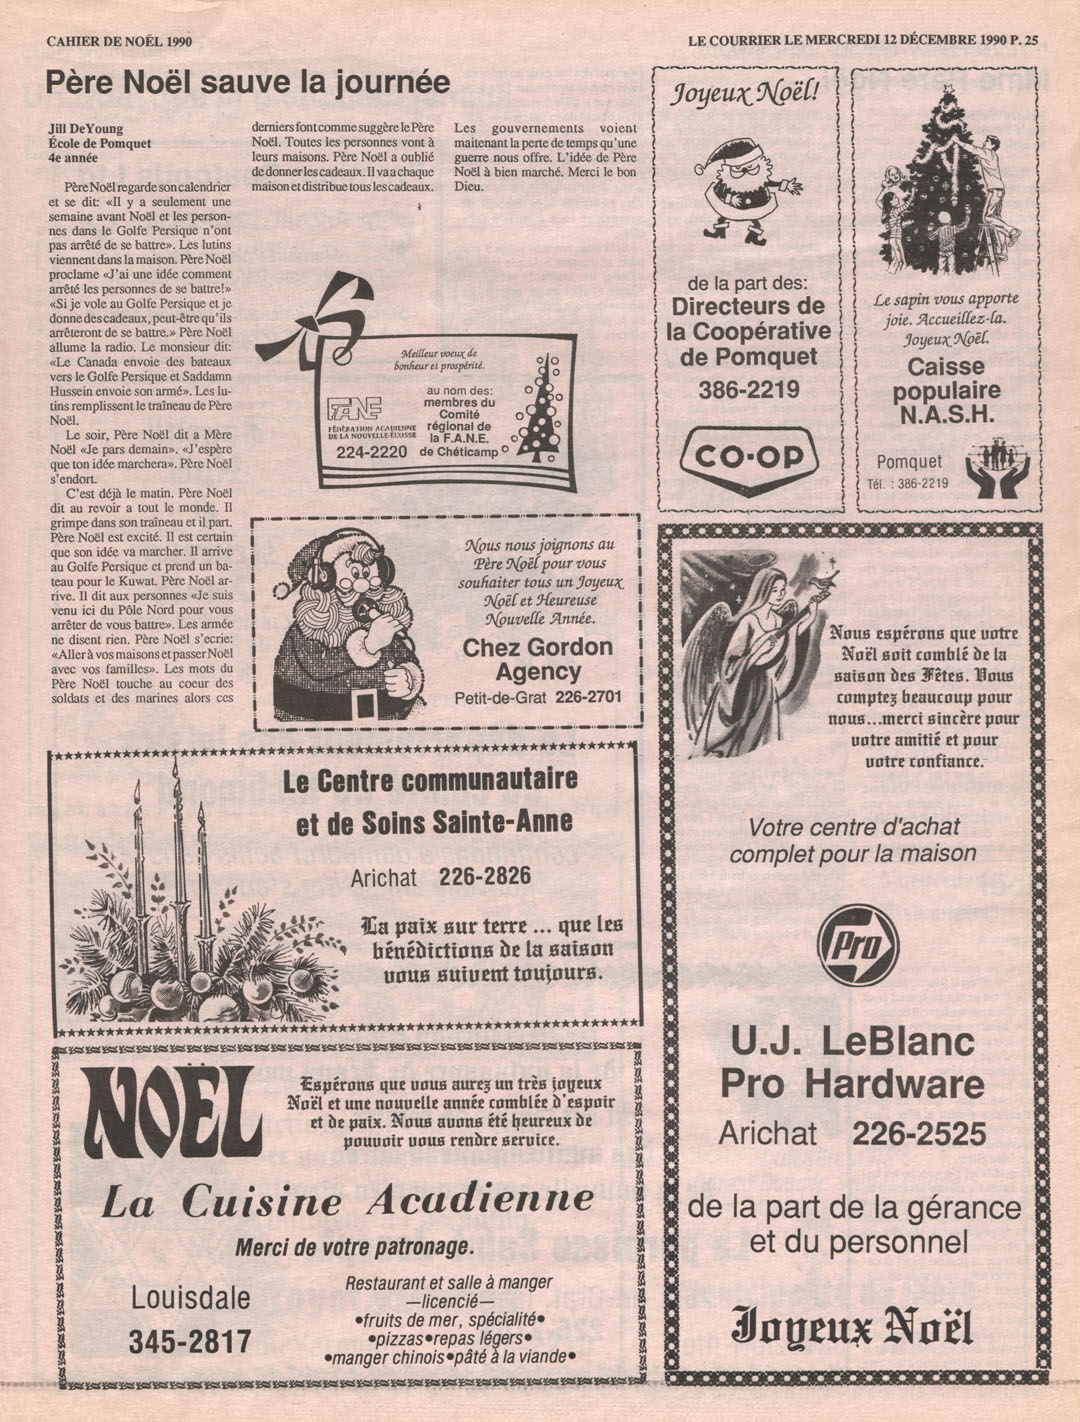 CAHIER DE NOËL 1990
LE COURRIER LE MERCREDI 12 DÉCEMBRE 1990 P. 25
Père Noël sauve la journée
Jill DeYoung
École de Pomquet
4e année
Père Noël regarde son calendrier
et se dit: «Il y a seulement une
semaine avant Noël et les person-
nes dans le Golfe Persique n'ont
pas arrêté de se battre». Les lutins
viennent dans la maison. Père Noël
proclame «J'ai une idée comment
arrêté les personnes de se battre!»
«Si je vole au Golfe Persique et je
donne des cadeaux, peut-être qu'ils
arrêteront de se battre.» Père Noël
allume la radio. Le monsieur dit:
«Le Canada envoie des bateaux
vers le Golfe Persique et Saddamn
Hussein envoie son armé». Les lu-
tins remplissent le traîneau de Père
Noël.
Le soir, Père Noël dit a Mère
Noël «Je pars demain». «J'espère
que ton idée marchera». Père Noël
s'endort.
C'est déjà le matin. Père Noël
dit au revoir a tout le monde. Il
grimpe dans son traîneau et il part.
Père Noël est excité. Il est certain
que son idée va marcher. Il arrive
au Golfe Persique et prend un ba-
teau pour le Kuwat. Père Noël ar-
rive. Il dit aux personnes «Je suis
venu ici du Pôle Nord pour vous
arrêter de vous battre». Les armée
ne disent rien. Père Noël s'ecrie:
«Aller à vos maisons et passer Noël
avec vos familles». Les mots du
Père Noël touche au coeur des
soldats et des marines alors ces
derniers font comme suggère le Père
Noël. Toutes les personnes vont à
leurs maisons. Père Noël a oublié
de donner les cadeaux. Il va a chaque
maison et distribue tous les cadeaux.
Les gouvernements voient
maitenant la perte de temps qu'une
guerre nous offre. L'idée de Père
Noël à bien marché. Merci le bon
Dieu.
Meilleur voeux de
bonheur et prospérité.
au nom des:
membres du
Comité
régional de
la F.A.N.E.
de Chéticamp
FANE
FÉDÉRATION ACADIENNE
DE LA NOUVELLE-ÉCOSSE
224-2220
Joyeux Noël!
de la part des:
Directeurs de
la Coopérative
de Pomquet
386-2219
CO-OP
Le sapin vous apporte
joie. Accueillez-la.
Joyeux Noël.
Caisse
populaire
N.A.S.H.
Pomquet
Tél. : 386-2219
Nous nous joignons au
Père Noël pour vous
souhaiter tous un Joyeux
Noël et Heureuse
Nouvelle Année.
Chez Gordon
Agency
Petit-de-Grat 226-2701
Le Centre communautaire
et de Soins Sainte-Anne
Arichat 226-2826
La paix sur terre ... que les
bénédictions de la saison
vous suivent toujours.
Nous espérons que votre
Noël soit comblé de la
saison des Fêtes. Vous
comptez beaucoup pour
nous...merci sincère pour
votre amitié et pour
votre confiance.
Votre centre d'achat
complet pour la maison
Pro
U.J. LeBlanc
Pro Hardware
Arichat 226-2525
de la part de la gérance
et du personnel
Joyeux Noël
NOËL
Espérons que vous aurez un très joyeux
Noël et une nouvelle année comblée d'espoir
et de paix. Nous avons été heureux de
pouvoir vous rendre service.
La Cuisine Acadienne
Merci de votre patronage.
Louisdale
345-2817
Restaurant et salle à manger
—licencié—
•fruits de mer, spécialité•
•pizzas•repas légers•
•manger chinois•pâté à la viande•